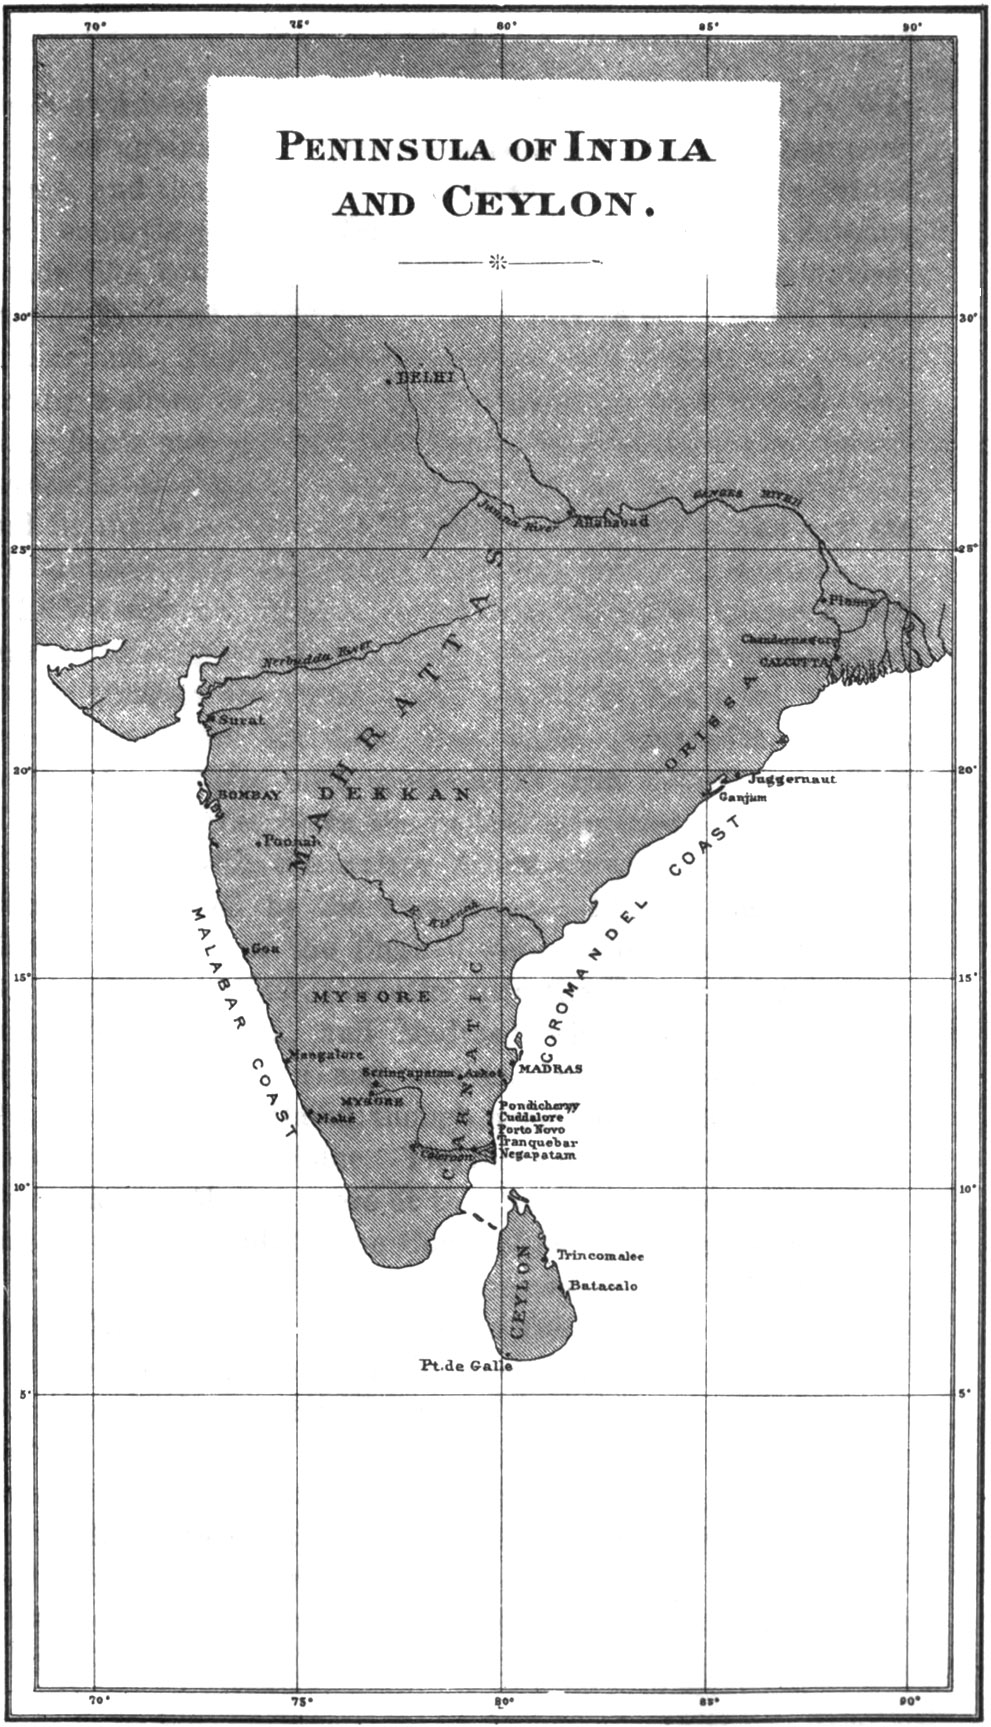 70° 75° 80° 85° 90°
PENINSULA OF INDIA
AND CEYLON.
30° 30°
DELHI
GANGES RIVER
Jumna River
Allahabad
25° 25°
Plassy
Chandernagore
CALCUTTA
Nerbudda River
MAHRATTAS
ORISSA
Surat
20° 20°
Juggernaut
BOMBAY
DEKKAN
Ganjum
Poonah
COROMANDEL COAST
MALABAR COAST
R. Kistnah
Goa
15° 15°
MYSORE
CARNATIC
Mangalore
Seringapatam
Arkot
MADRAS
MYSORE
Mahé
Pondicherry
Cuddalore
Porto Novo
Tranquebar
Negapatam
Coleroon
10° 10°
CEYLON
Trincomalee
Batacalo
Pt. de Galle
5° 5°
70° 75° 80° 85° 90°